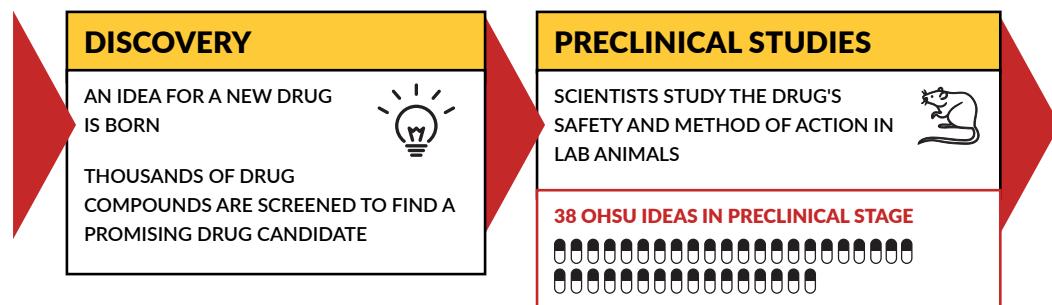 DISCOVERY
AN IDEA FOR A NEW DRUG
IS BORN
THOUSANDS OF DRUG
COMPOUNDS ARE SCREENED TO FIND A
PROMISING DRUG CANDIDATE
PRECLINICAL STUDIES
SCIENTISTS STUDY THE DRUG'S
SAFETY AND METHOD OF ACTION IN
LAB ANIMALS
38 OHSU IDEAS IN PRECLINICAL STAGE